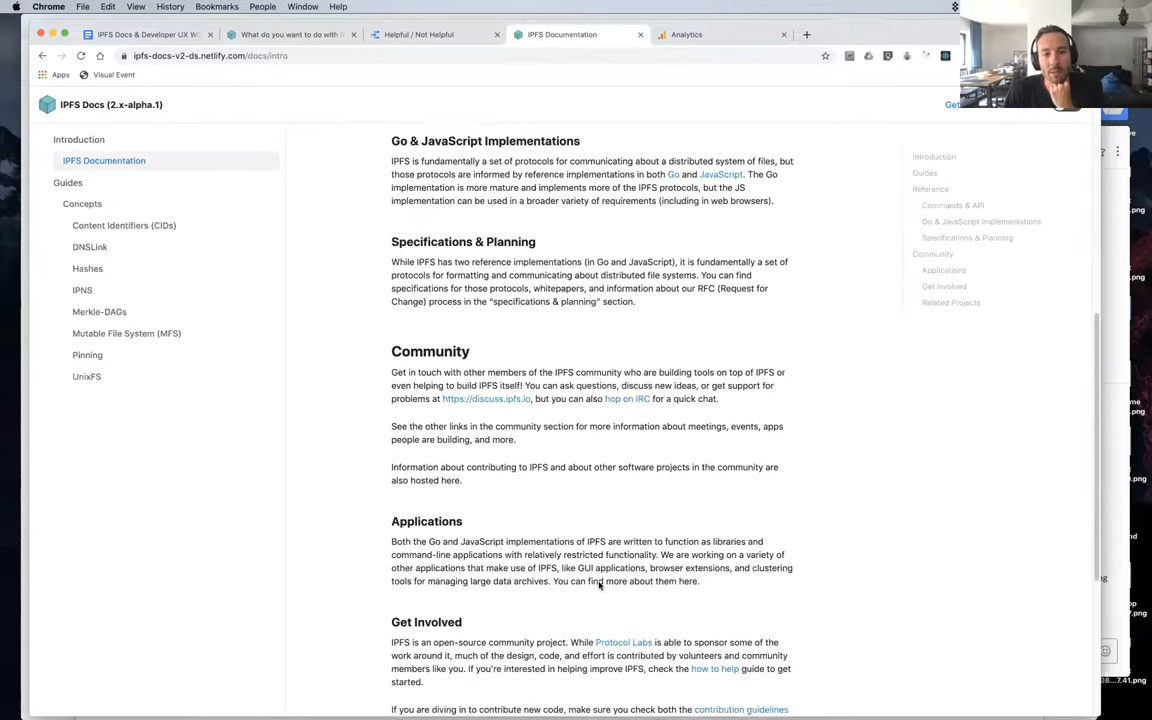 Chrome File Edit View History Bookmarks People Window Help
IPFS Docs & Developer UX W
What do you want to do with
Helpful / Not Helpful
IPFS Documentation
Analytics
ipfs-docs-v2-ds.netlify.com/docs/intro
Apps Visual Event
IPFS Docs (2.x-alpha.1)
Introduction
IPFS Documentation
Guides
Concepts
Content Identifiers (CIDs)
DNSLink
Hashes
IPNS
Merkle-DAGs
Mutable File System (MFS)
Pinning
UnixFS
Go & JavaScript Implementations
IPFS is fundamentally a set of protocols for communicating about a distributed system of files, but
those protocols are informed by reference implementations in both Go and JavaScript. The Go
implementation is more mature and implements more of the IPFS protocols, but the JS
implementation can be used in a broader variety of requirements (including in web browsers).
Specifications & Planning
While IPFS has two reference implementations (in Go and JavaScript), it is fundamentally a set of
protocols for formatting and communicating about distributed file systems. You can find
specifications for those protocols, whitepapers, and information about our RFC (Request for
Change) process in the “specifications & planning” section.
Community
Get in touch with other members of the IPFS community who are building tools on top of IPFS or
even helping to build IPFS itself! You can ask questions, discuss new ideas, or get support for
problems at https://discuss.ipfs.io, but you can also hop on IRC for a quick chat.
See the other links in the community section for more information about meetings, events, apps
people are building, and more.
Information about contributing to IPFS and about other software projects in the community are
also hosted here.
Applications
Both the Go and JavaScript implementations of IPFS are written to function as libraries and
command-line applications with relatively restricted functionality. We are working on a variety of
other applications that make use of IPFS, like GUI applications, browser extensions, and clustering
tools for managing large data archives. You can find more about them here.
Get Involved
IPFS is an open-source community project. While Protocol Labs is able to sponsor some of the
work around it, much of the design, code, and effort is contributed by volunteers and community
members like you. If you're interested in helping improve IPFS, check the how to help guide to get
started.
If you are diving in to contribute new code, make sure you check both the contribution guidelines
Get
Introduction
Guides
Reference
Commands & API
Go & JavaScript Implementations
Specifications & Planning
Community
Applications
Get Involved
Related Projects
.png
.png
.png
.png
.png
.png
7.41.png